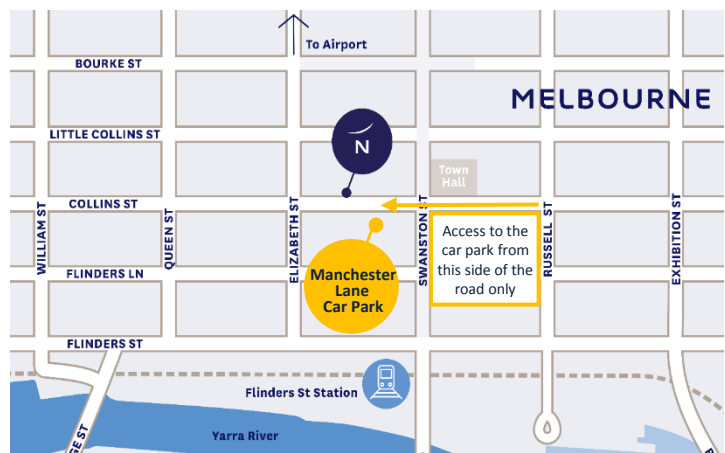 To Airport
BOURKE ST
MELBOURNE
LITTLE COLLINS ST
N
Town
Hall
COLLINS ST
WILLIAM ST
QUEEN ST
ELIZABETH ST
SWANSTON ST
RUSSELL ST
EXHIBITION ST
Access to the
car park from
this side of the
road only
FLINDERS LN
Manchester
Lane
Car Park
FLINDERS ST
Flinders St Station
Yarra River
GE ST